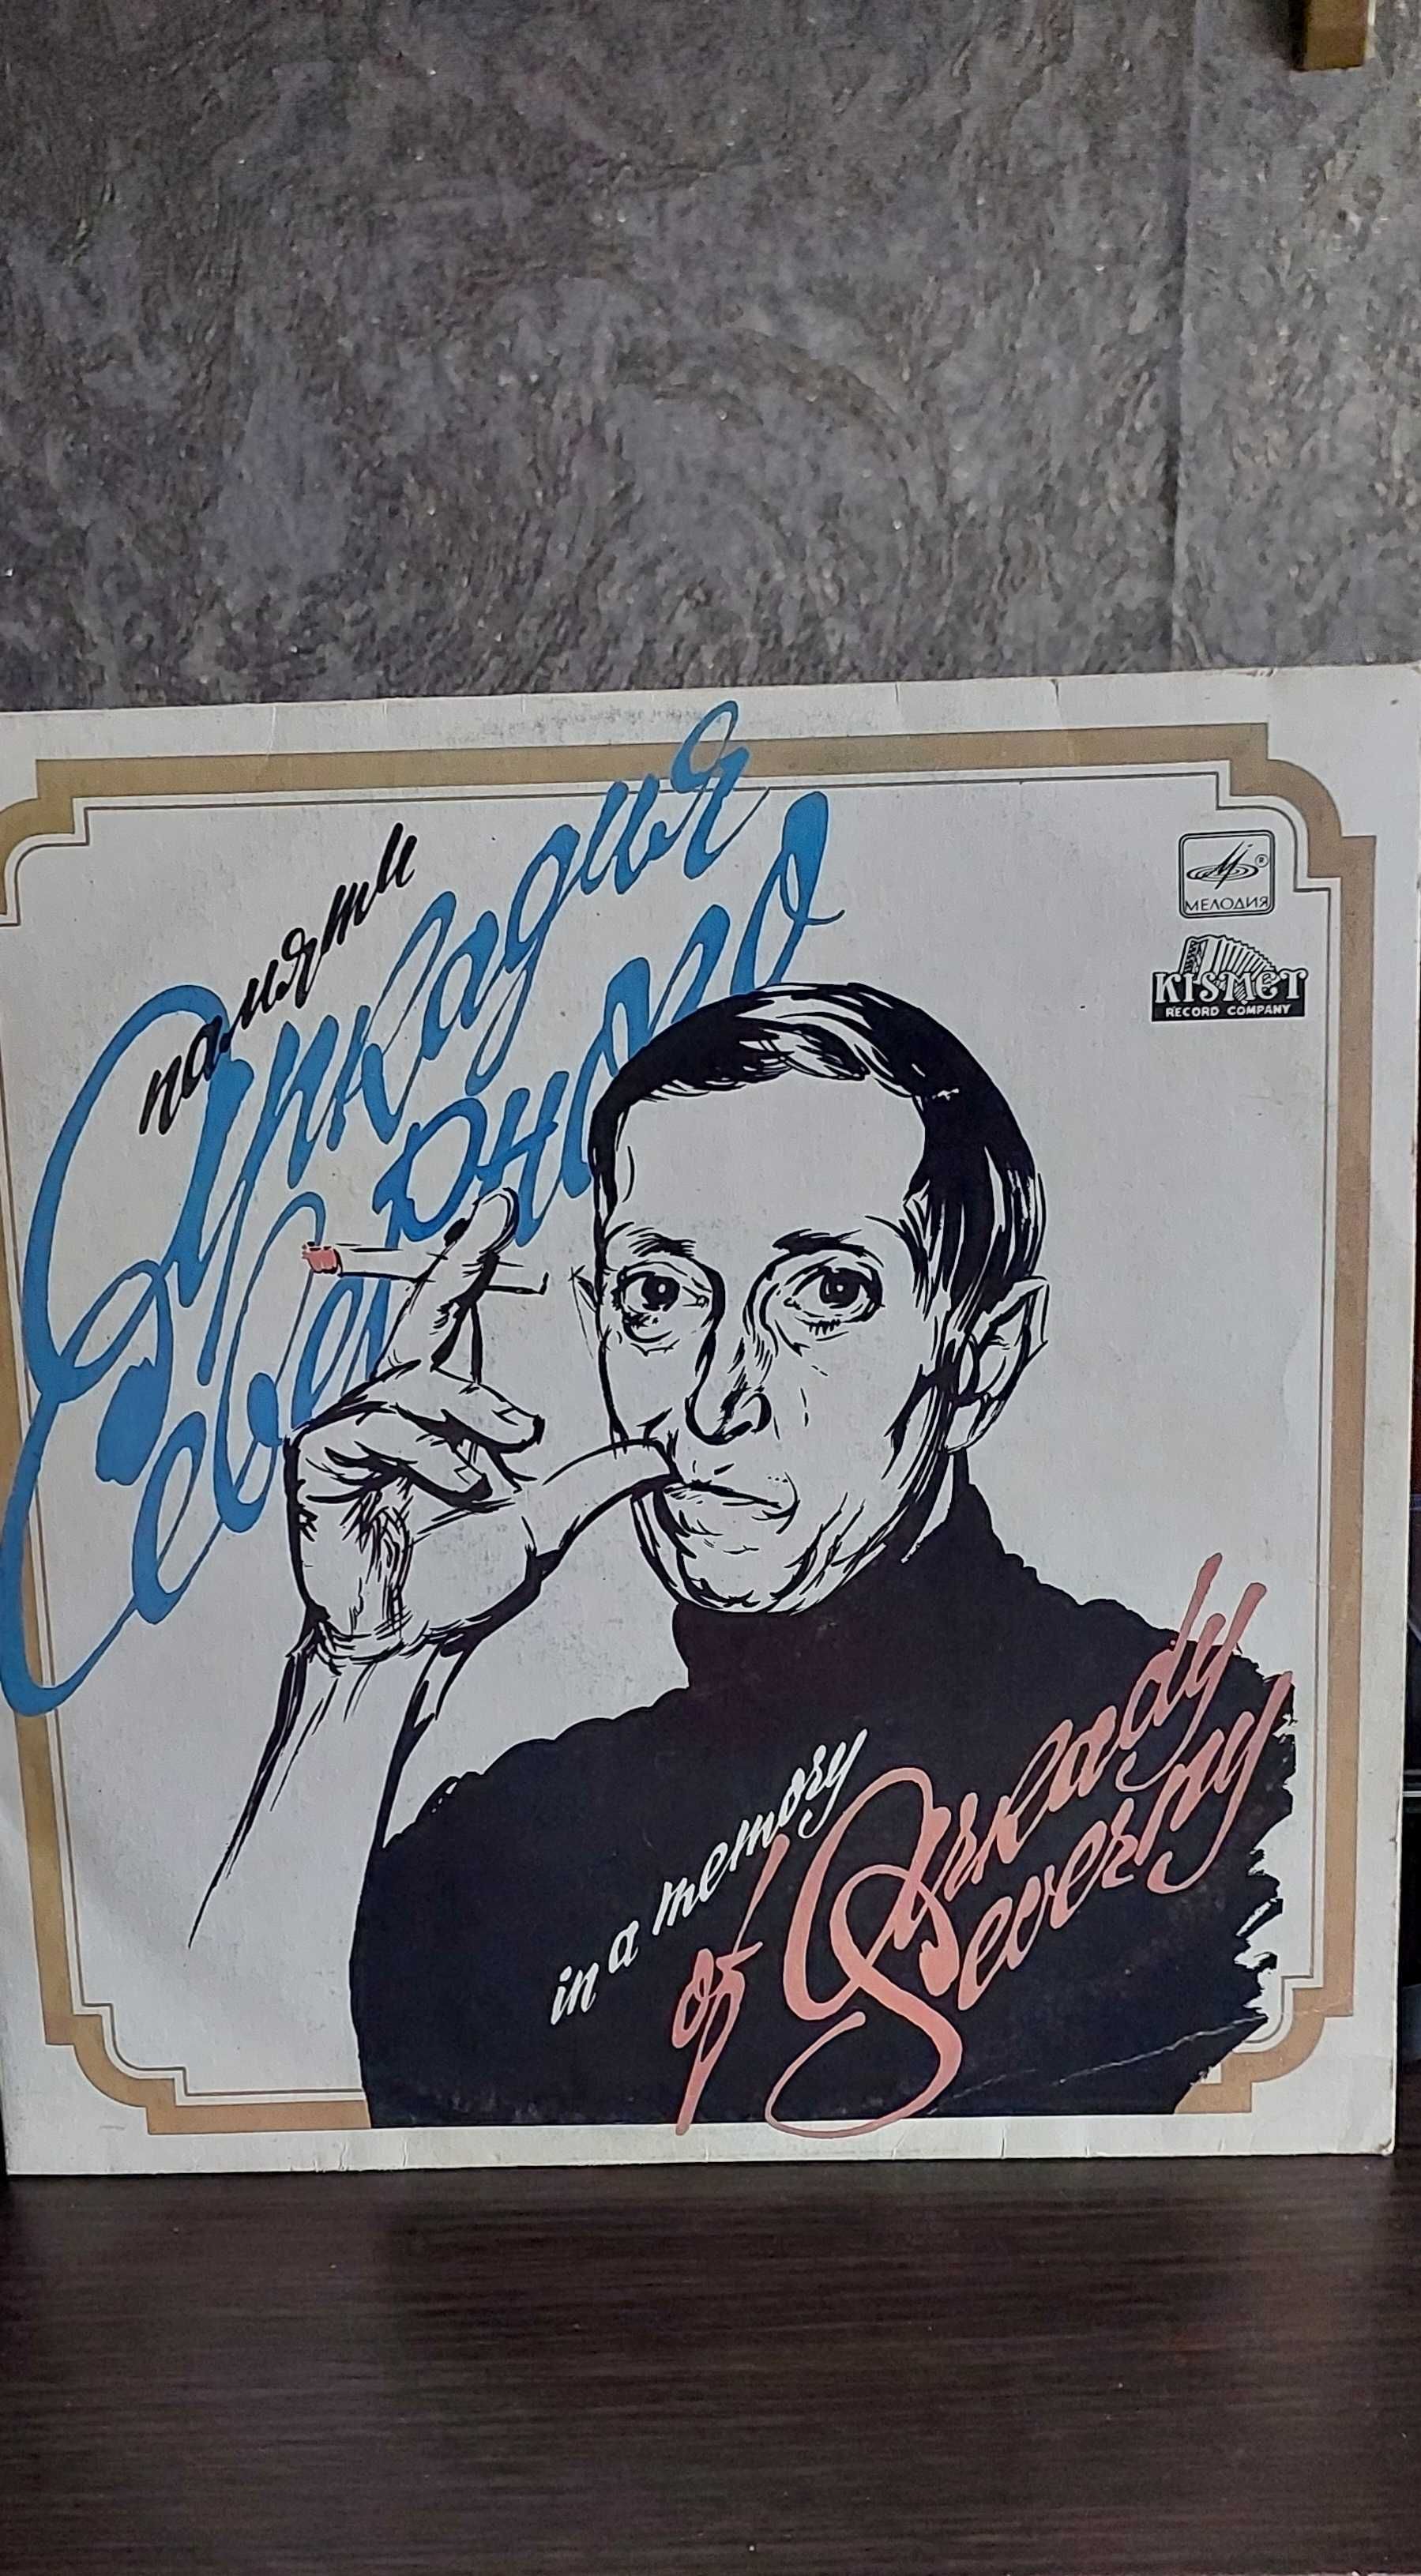 памяти
Аркадия
Северного
МЕЛОДИЯ
KISMET
RECORD COMPANY
in a memory
of Arkady
Severny